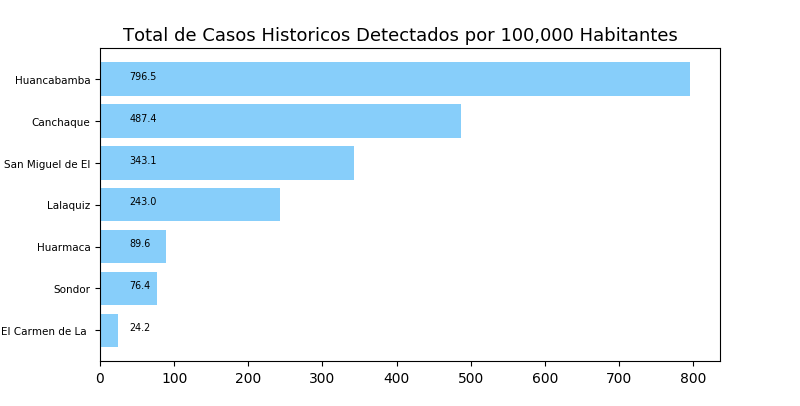 Total de Casos Historicos Detectados por 100,000 Habitantes
Huancabamba 796.5
Canchaque 487.4
San Miguel de El 343.1
Lalaquiz 243.0
Huarmaca 89.6
Sondor 76.4
El Carmen de La 24.2
0 100 200 300 400 500 600 700 800